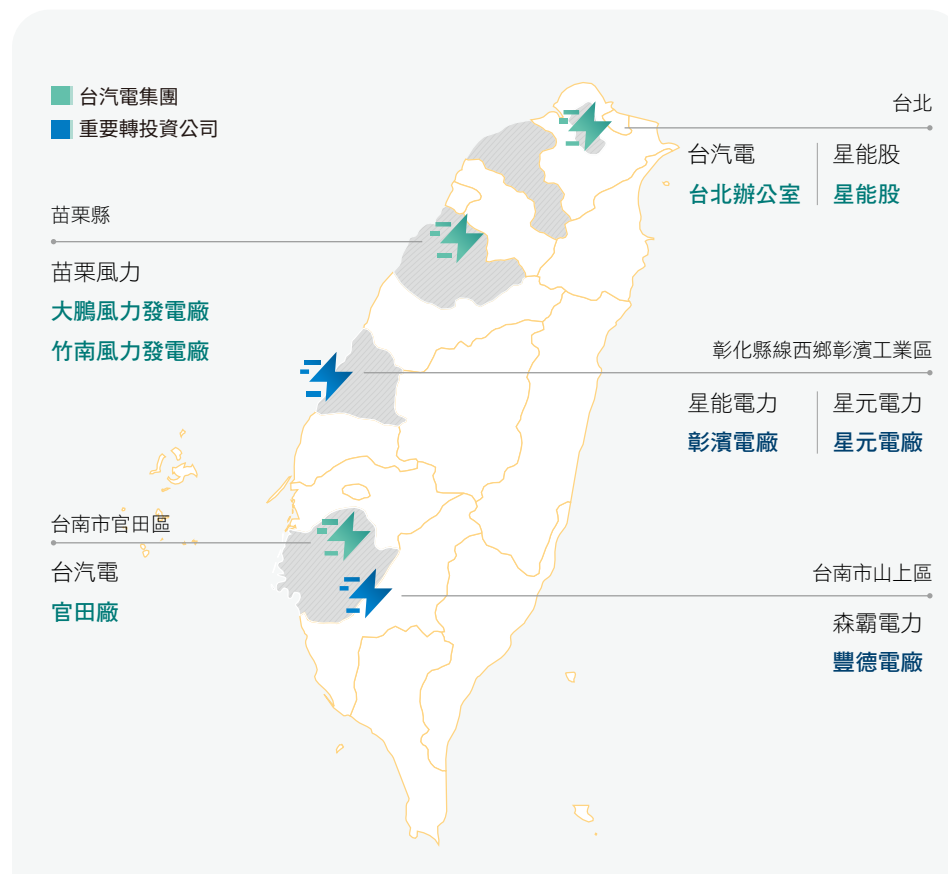 台汽電集團
重要轉投資公司
台北
台汽電
台北辦公室
星能股
星能股
苗栗縣
苗栗風力
大鵬風力發電廠
竹南風力發電廠
彰化縣線西鄉彰濱工業區
星能電力
彰濱電廠
星元電力
星元電廠
台南市官田區
台汽電
官田廠
台南市山上區
森霸電力
豐德電廠